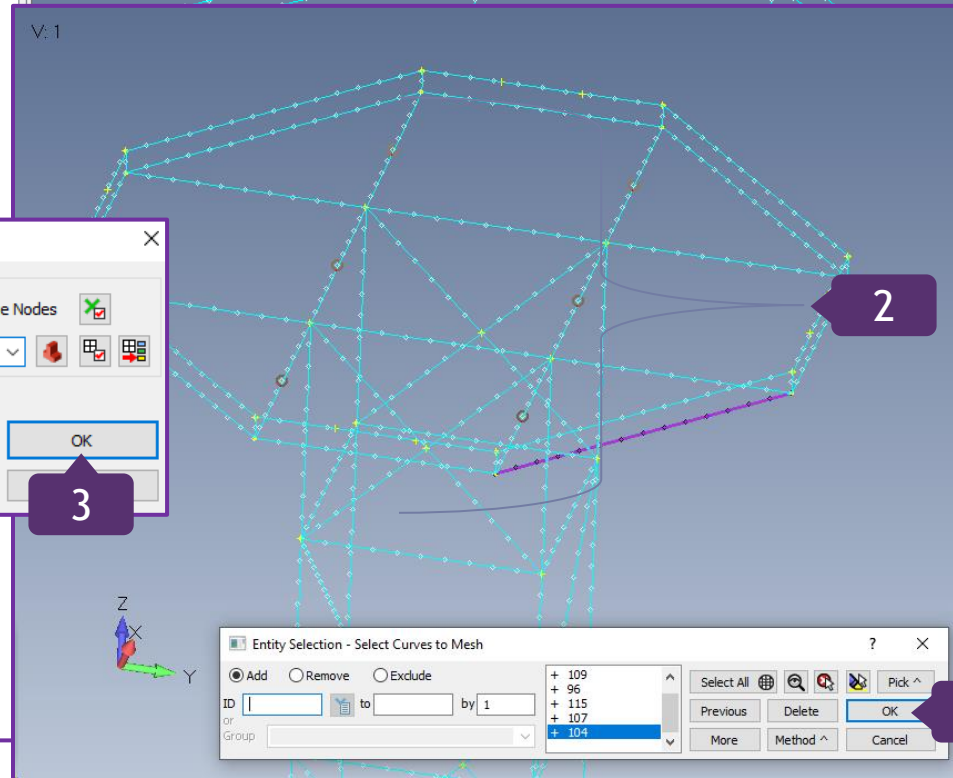 V: 1
2
e Nodes
OK
3
Z
X
Y
Entity Selection - Select Curves to Mesh
?
Add Remove Exclude
ID to by 1
or
Group
+ 109
+ 96
+ 115
+ 107
+ 104
Select All Pick ^
Previous Delete OK
More Method ^ Cancel